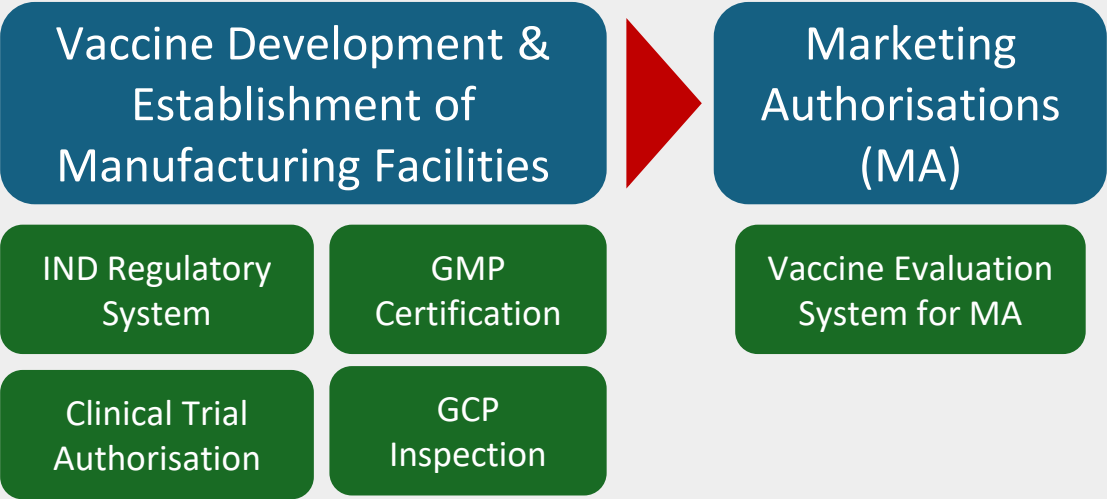 Vaccine Development &
Establishment of
Manufacturing Facilities
Marketing
Authorisations
(MA)
IND Regulatory
System
GMP
Certification
Vaccine Evaluation
System for MA
Clinical Trial
Authorisation
GCP
Inspection